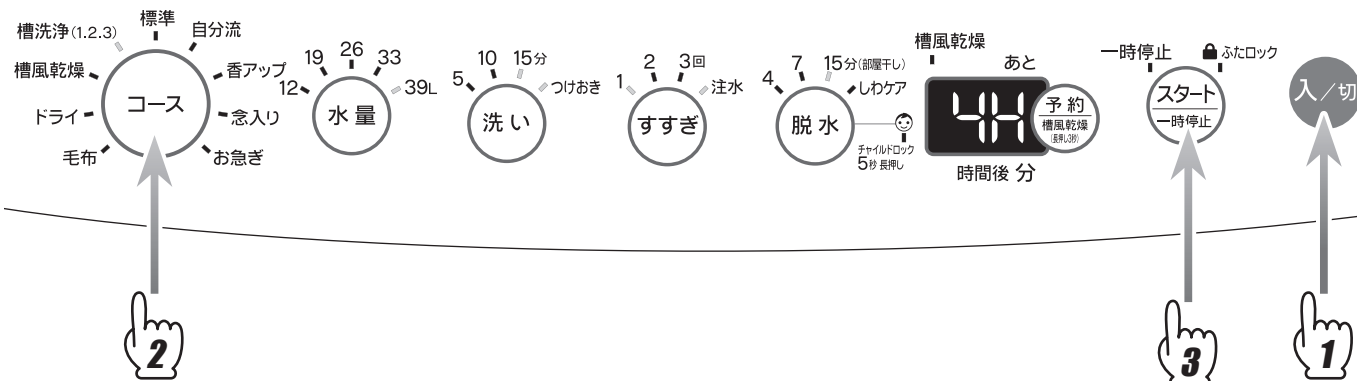 槽洗浄(1.2.3)
標準
自分流
槽風乾燥
香アップ
ドライ
念入り
毛布
お急ぎ
コース
12
19
26
33
39L
水量
5
10
15分
つけおき
洗い
1
2
3回
注水
すすぎ
4
7
15分(部屋干し)
しわケア
脱水
チャイルドロック
5秒 長押し
槽風乾燥
あと
4H
時間後 分
予約
槽風乾燥
(長押し3秒)
一時停止
ふたロック
スタート
一時停止
入/切
2
3
1